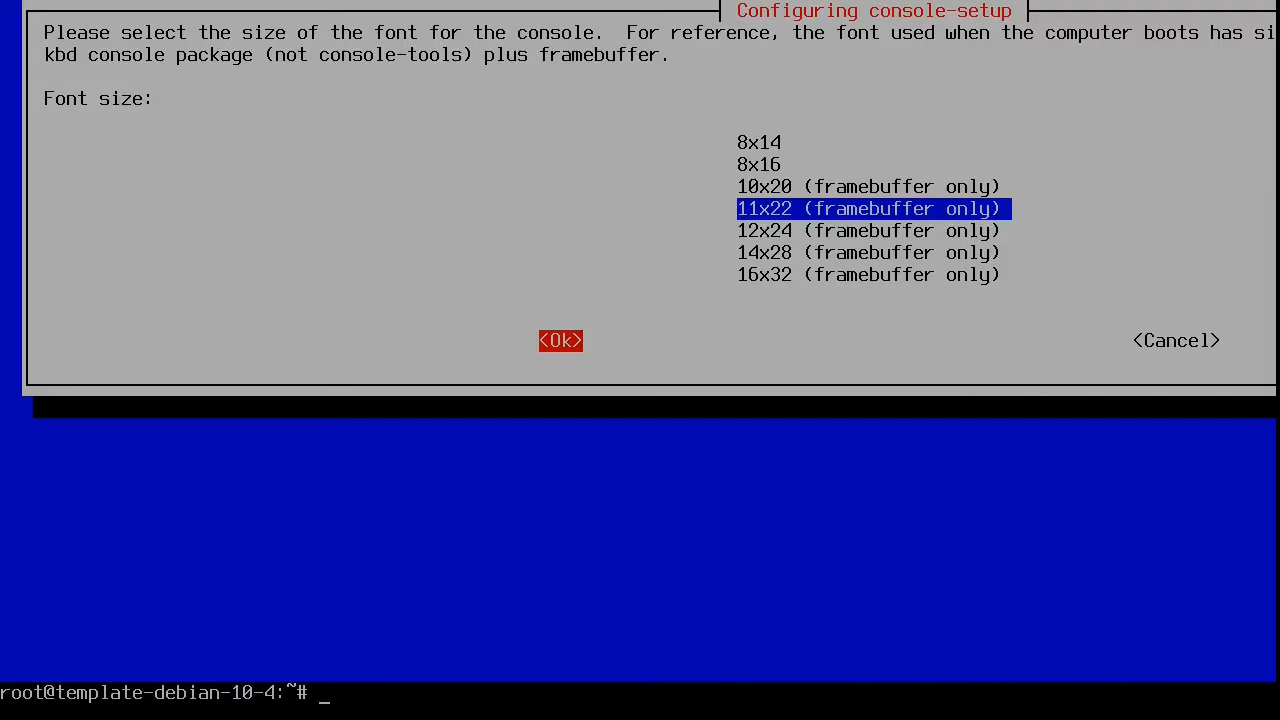 Configuring console-setup
Please select the size of the font for the console.  For reference, the font used when the computer boots has si
kbd console package (not console-tools) plus framebuffer.
Font size:
8x14
8x16
10x20 (framebuffer only)
11x22 (framebuffer only)
12x24 (framebuffer only)
14x28 (framebuffer only)
16x32 (framebuffer only)
<Ok> <Cancel>
root@template-debian-10-4:~# _